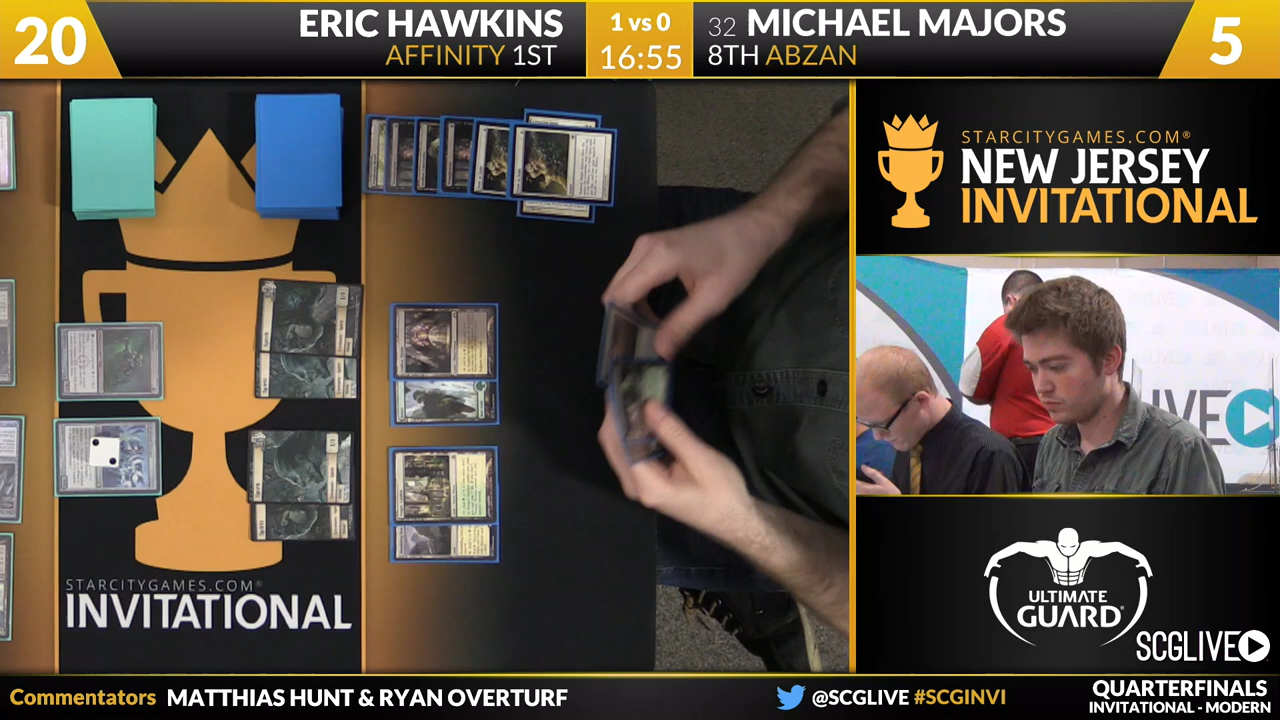 20
ERIC HAWKINS
AFFINITY 1ST
1 vs 0
16:55
32 MICHAEL MAJORS
8TH ABZAN
5
STARCITYGAMES.COM®
NEW JERSEY
INVITATIONAL
LIVE
STARCITYGAMES.COM®
INVITATIONAL
ULTIMATE
GUARD
SCGLIVE
Commentators MATTHIAS HUNT & RYAN OVERTURF
@SCGLIVE #SCGINVI
QUARTERFINALS
INVITATIONAL - MODERN